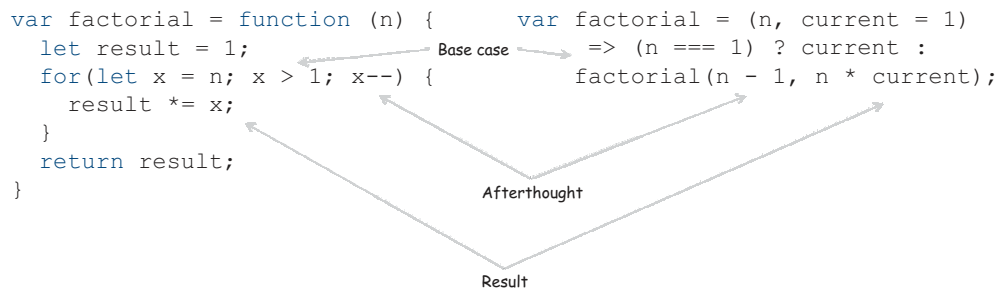 var factorial = function (n) {
let result = 1;
for(let x = n; x > 1; x--) {
result *= x;
}
return result;
}
var factorial = (n, current = 1)
=> (n === 1) ? current :
factorial(n - 1, n * current);
Base case
Afterthought
Result